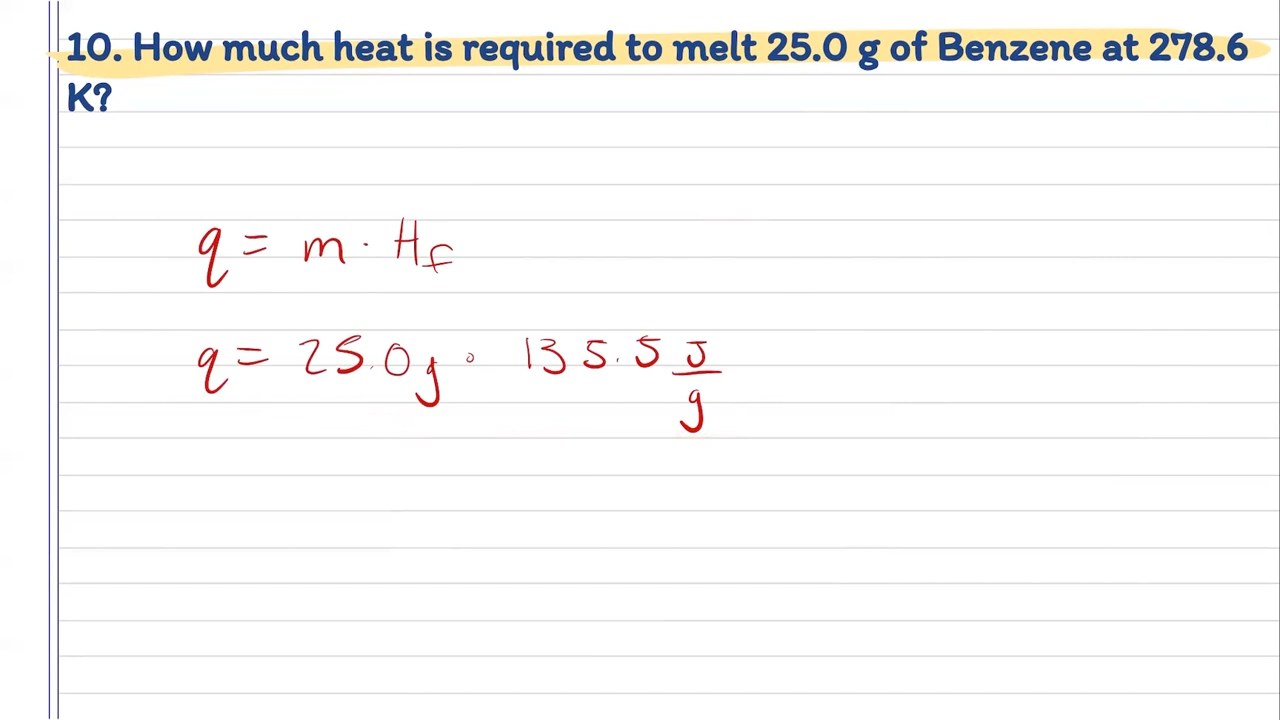 10. How much heat is required to melt 25.0 g of Benzene at 278.6
K?
q = m · Hf
q = 25.0g · 135.5 J/g